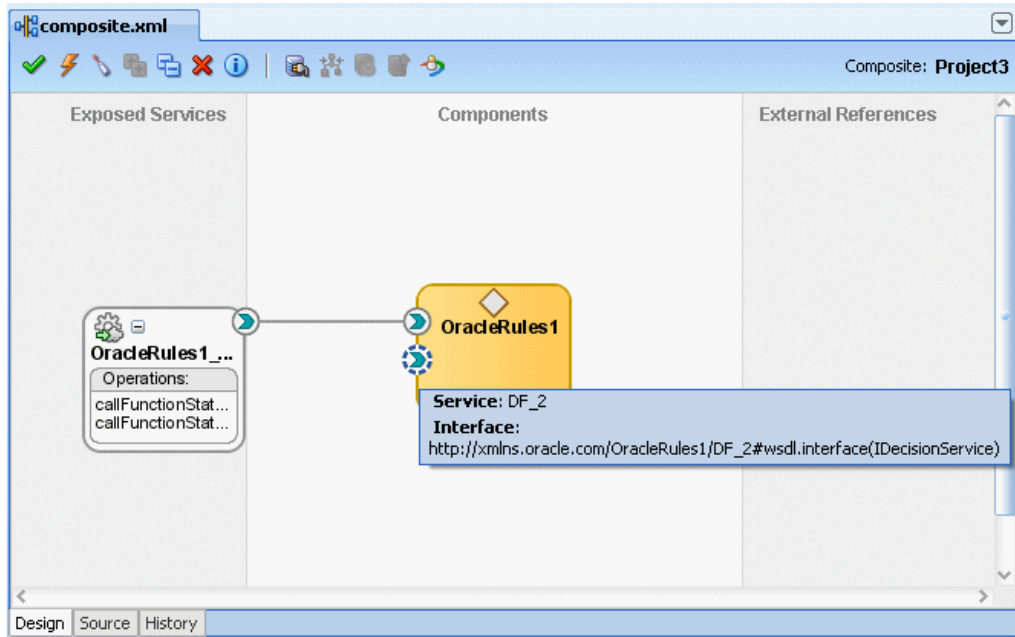 composite.xml
Composite: Project3
Exposed Services
Components
External References
OracleRules1
OracleRules1_...
Operations:
callFunctionStat...
callFunctionStat...
Service: DF_2
Interface:
http://xmlns.oracle.com/OracleRules1/DF_2#wsdl.interface(IDecisionService)
Design Source History